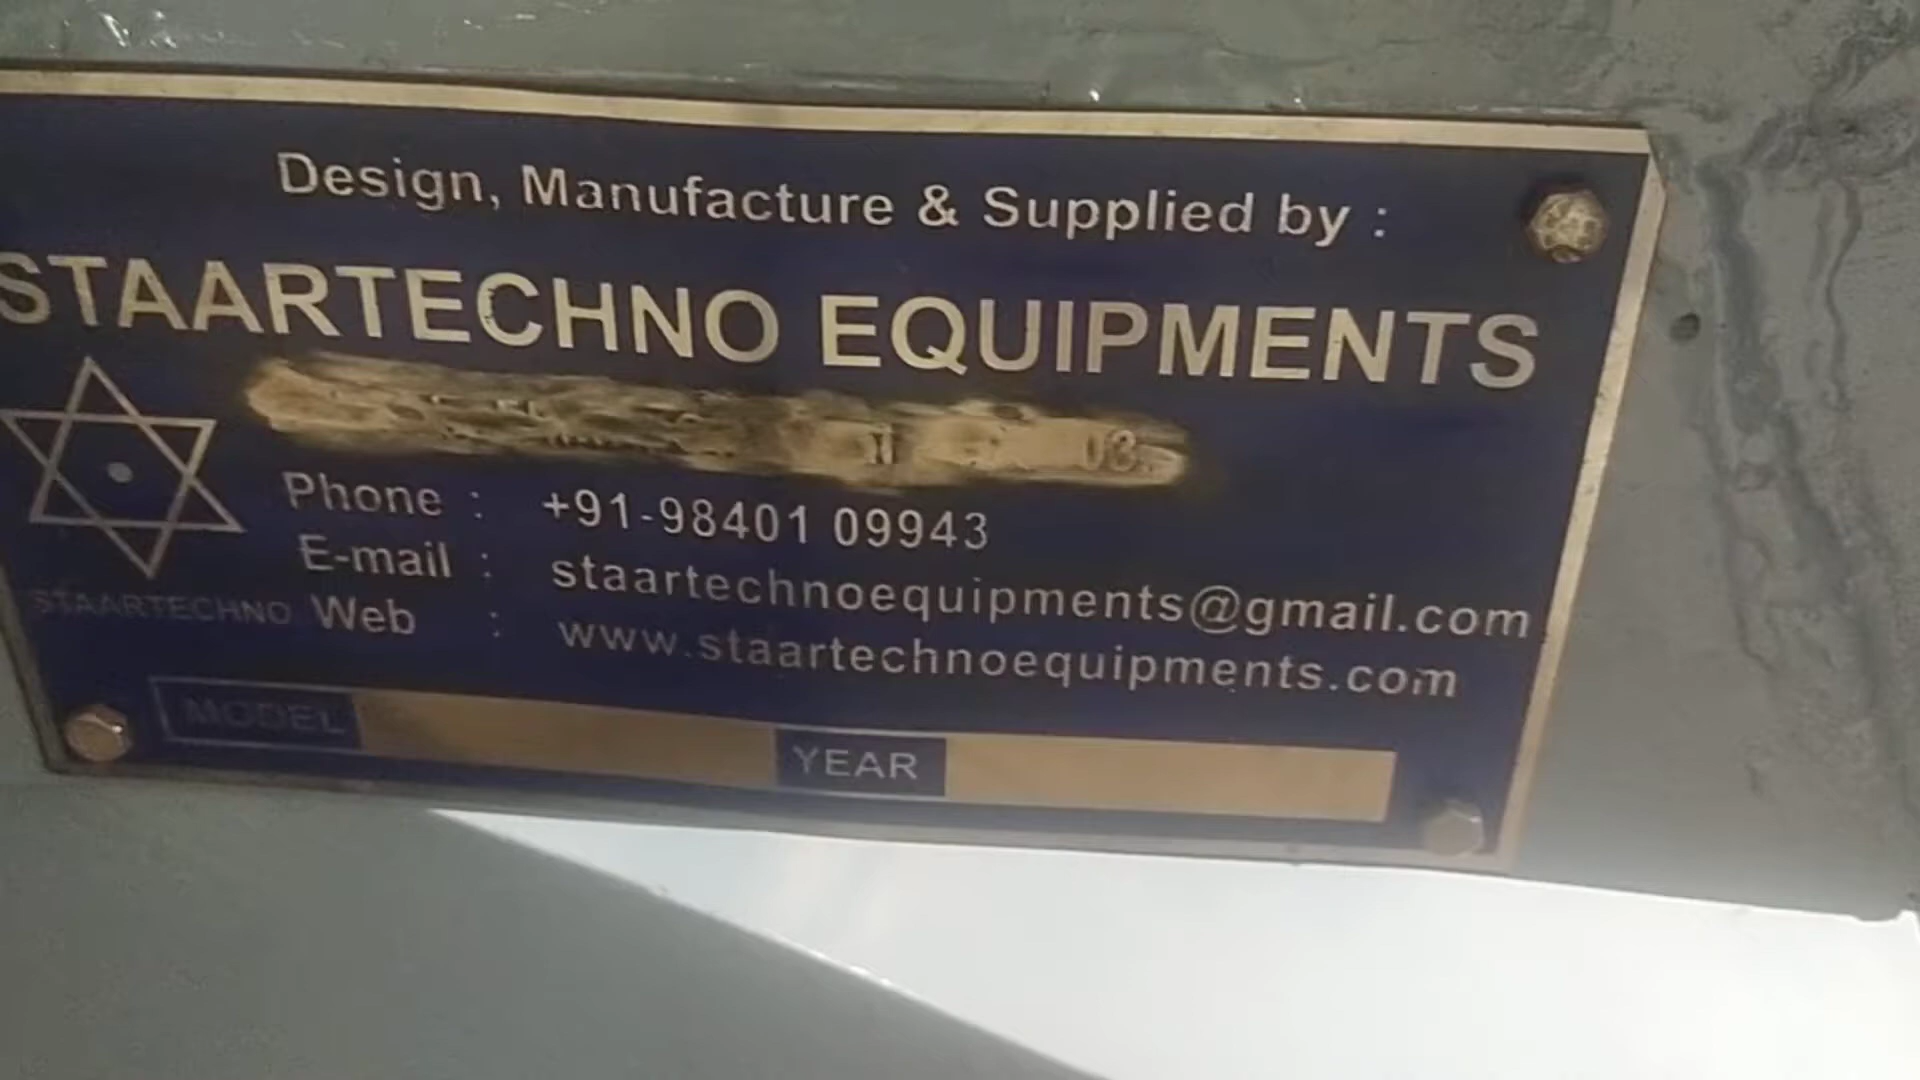 Design, Manufacture & Supplied by :
STAARTECHNO EQUIPMENTS
03
Phone : +91-98401 09943
E-mail : staartechnoequipments@gmail.com
STAARTECHNO
Web : www.staartechnoequipments.com
MODEL YEAR